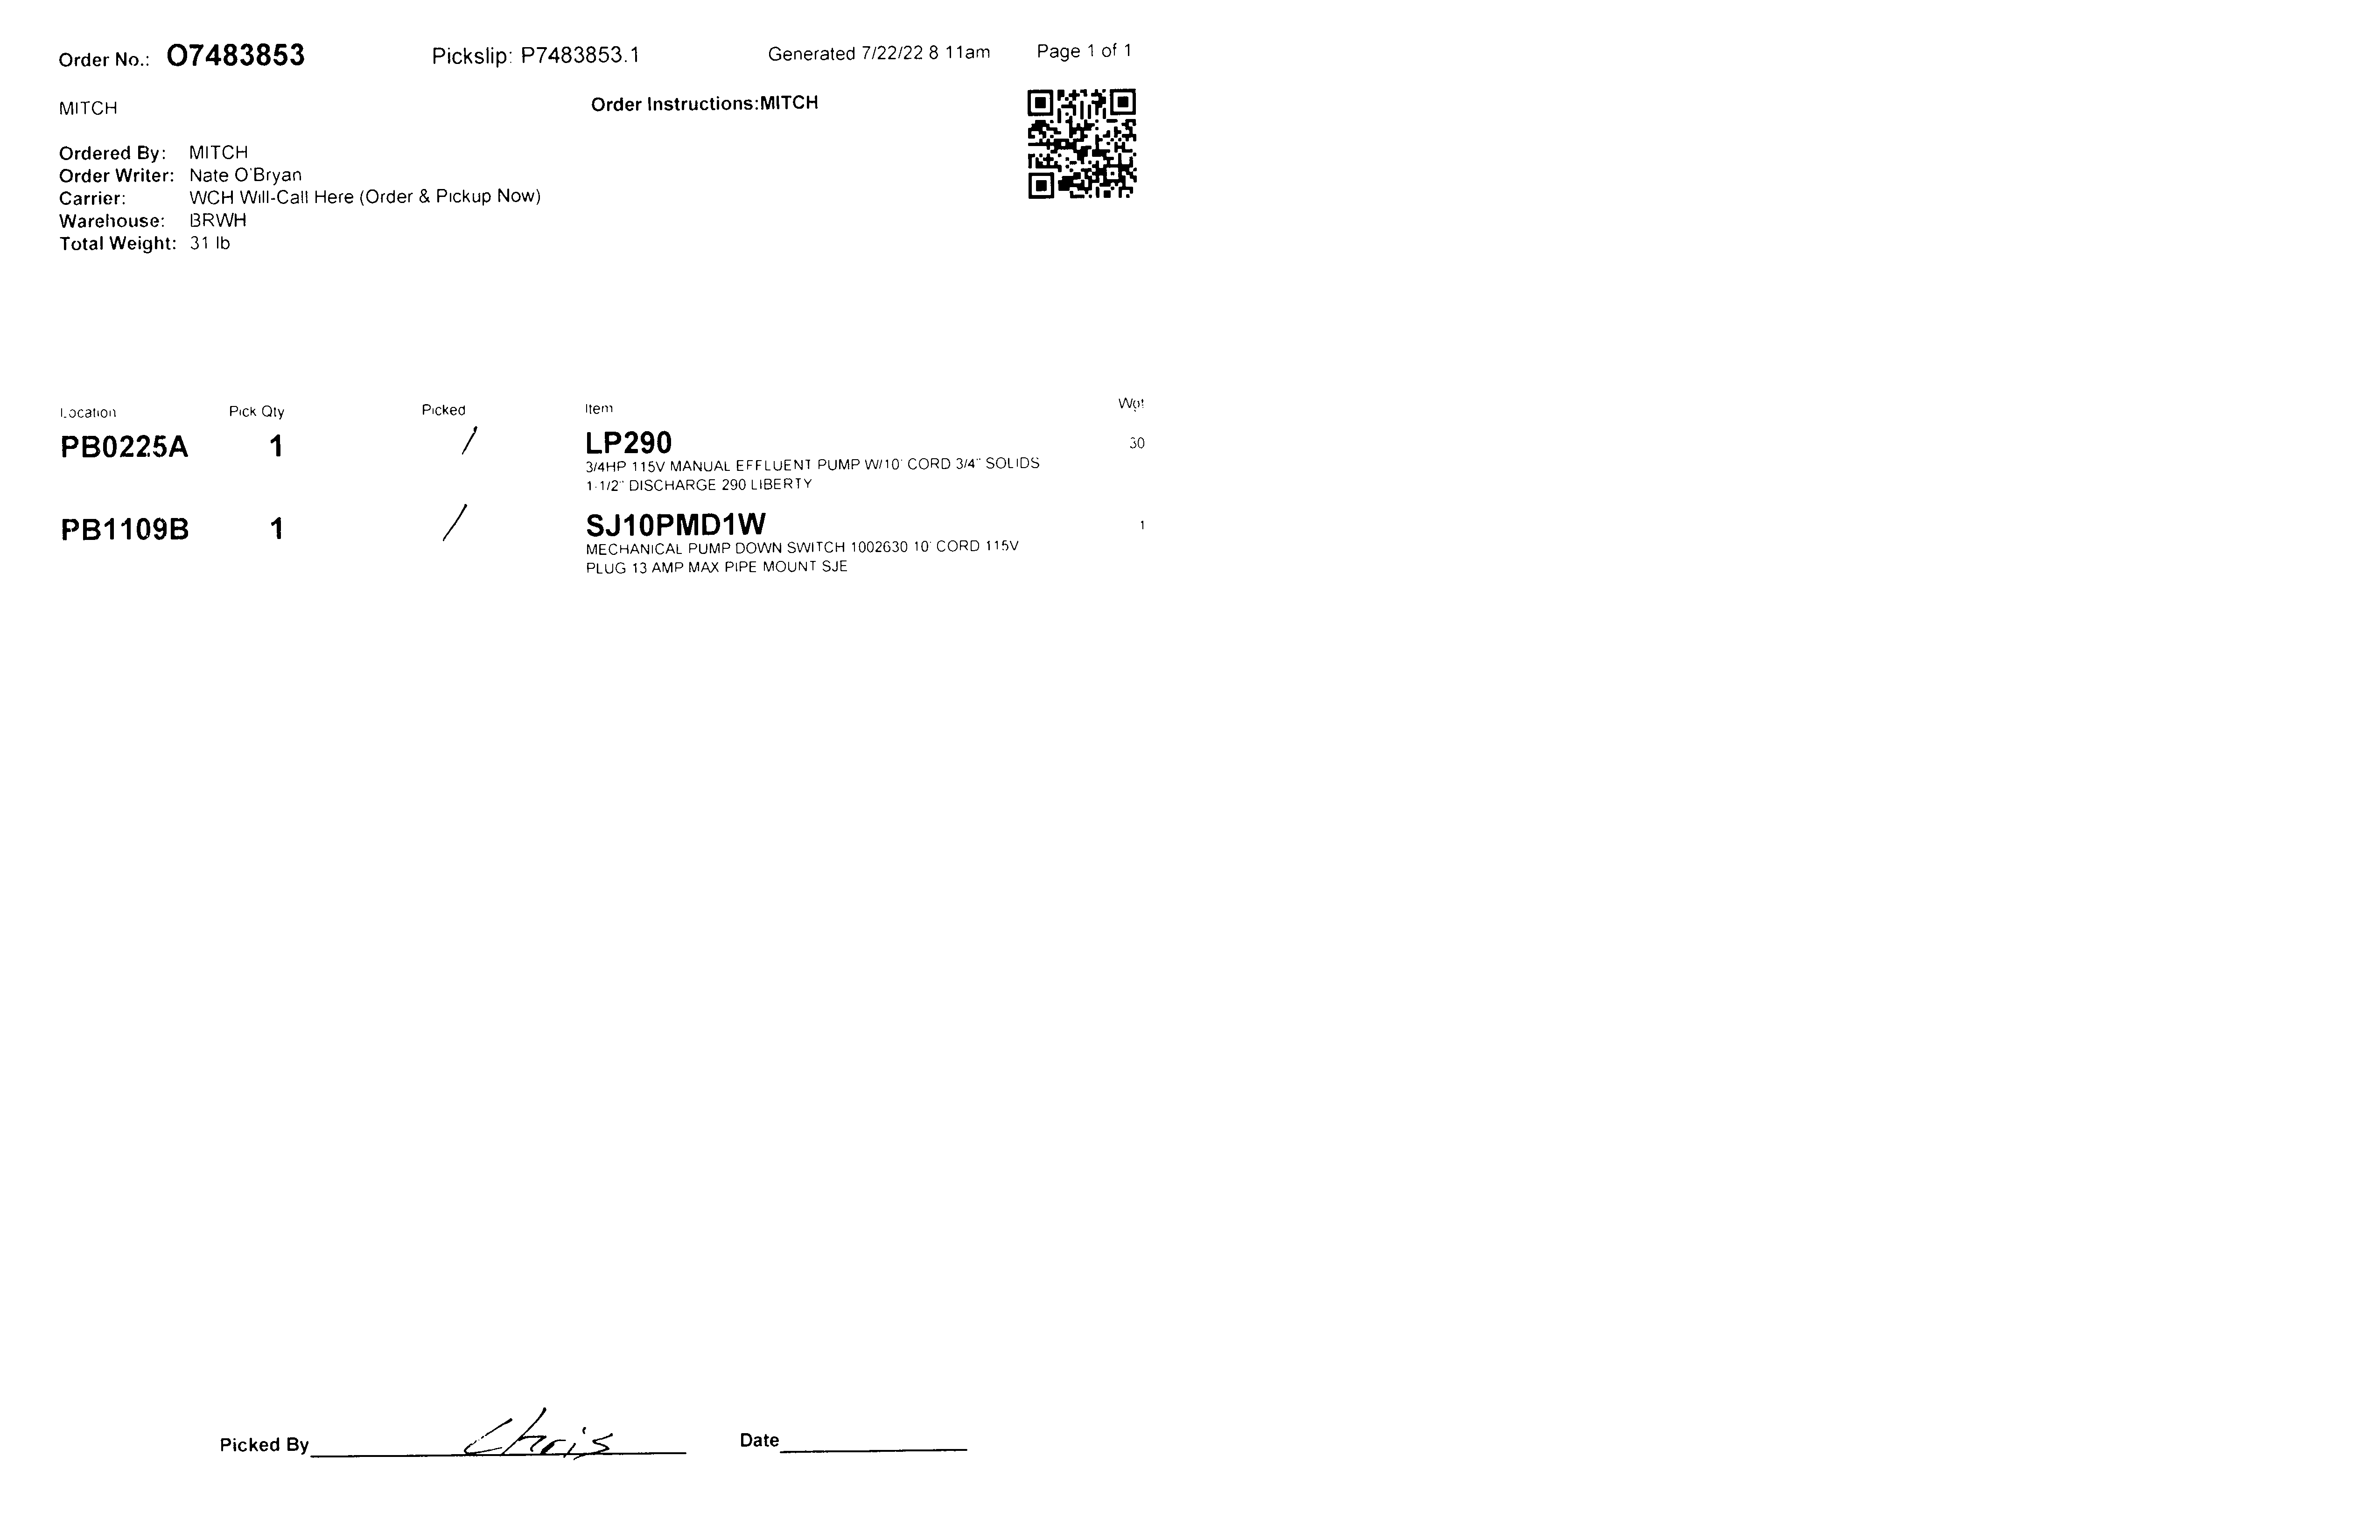 Order No.: O7483853 Pickslip: P7483853.1 Generated 7/22/22 8 11am Page 1 of 1
MITCH Order Instructions:MITCH
Ordered By: MITCH
Order Writer: Nate O'Bryan
Carrier: WCH Will-Call Here (Order & Pickup Now)
Warehouse: BRWH
Total Weight: 31 lb
Location Pick Qty Picked Item Wgt
PB0225A 1 / LP290 30
3/4HP 115V MANUAL EFFLUENT PUMP W/10' CORD 3/4" SOLIDS
1-1/2" DISCHARGE 290 LIBERTY
PB1109B 1 / SJ10PMD1W 1
MECHANICAL PUMP DOWN SWITCH 1002630 10' CORD 115V
PLUG 13 AMP MAX PIPE MOUNT SJE
Picked By Chris Date